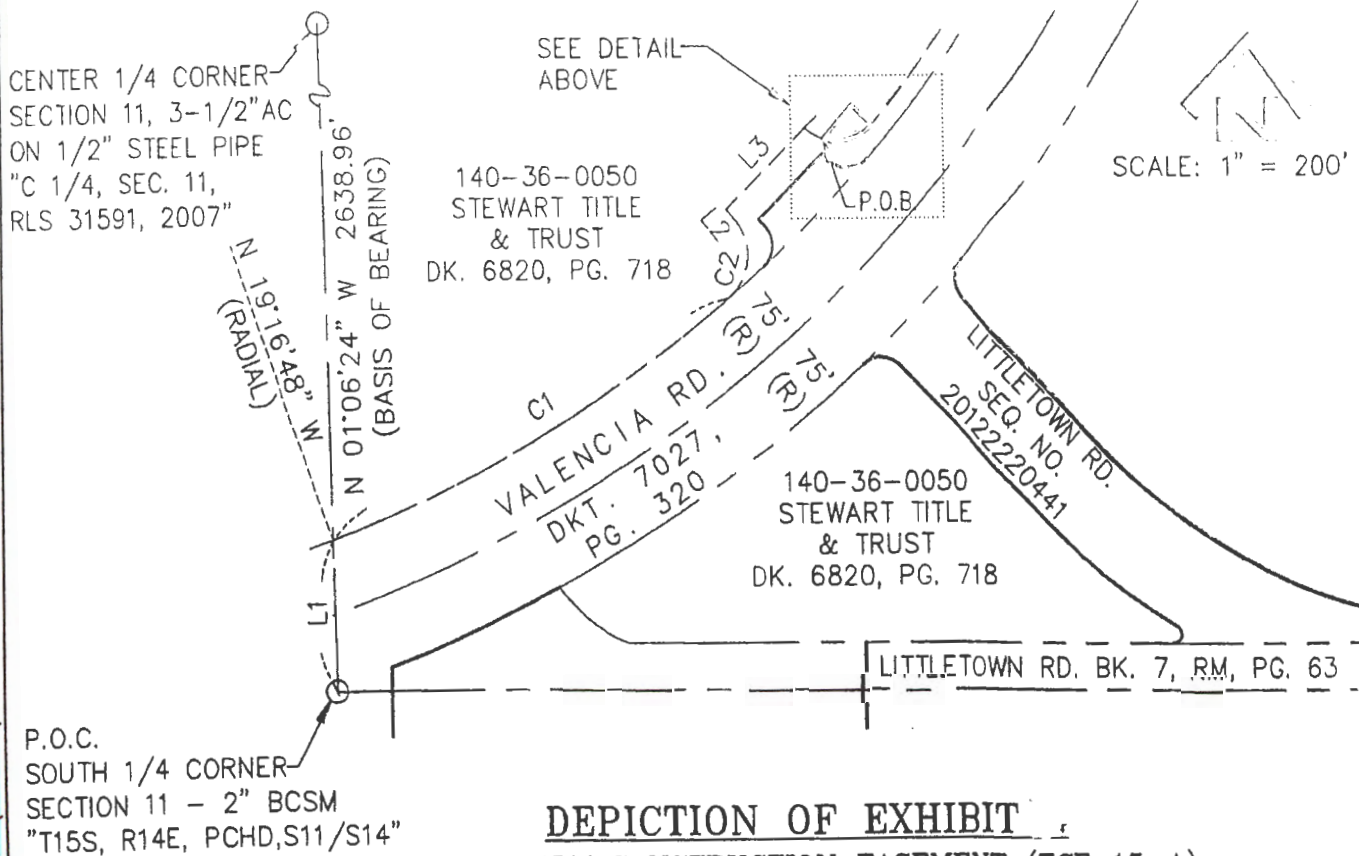 CENTER 1/4 CORNER
SECTION 11, 3-1/2"AC
ON 1/2" STEEL PIPE
"C 1/4, SEC. 11,
RLS 31591, 2007"
SEE DETAIL
ABOVE
N
SCALE: 1" = 200'
140-36-0050
STEWART TITLE
& TRUST
DK. 6820, PG. 718
L3
L2
C2
P.O.B.
N 19°16'48" W
(RADIAL)
N 01°06'24" W 2638.96'
(BASIS OF BEARING)
C1
75'
(R)
75'
(R)
VALENCIA RD.
DKT. 7027,
PG. 320
LITTLETOWN RD.
SEQ. NO.
20122220441
140-36-0050
STEWART TITLE
& TRUST
DK. 6820, PG. 718
L1
LITTLETOWN RD. BK. 7, RM, PG. 63
P.O.C.
SOUTH 1/4 CORNER
SECTION 11 - 2" BCSM
"T15S, R14E, PCHD,S11/S14"
DEPICTION OF EXHIBIT